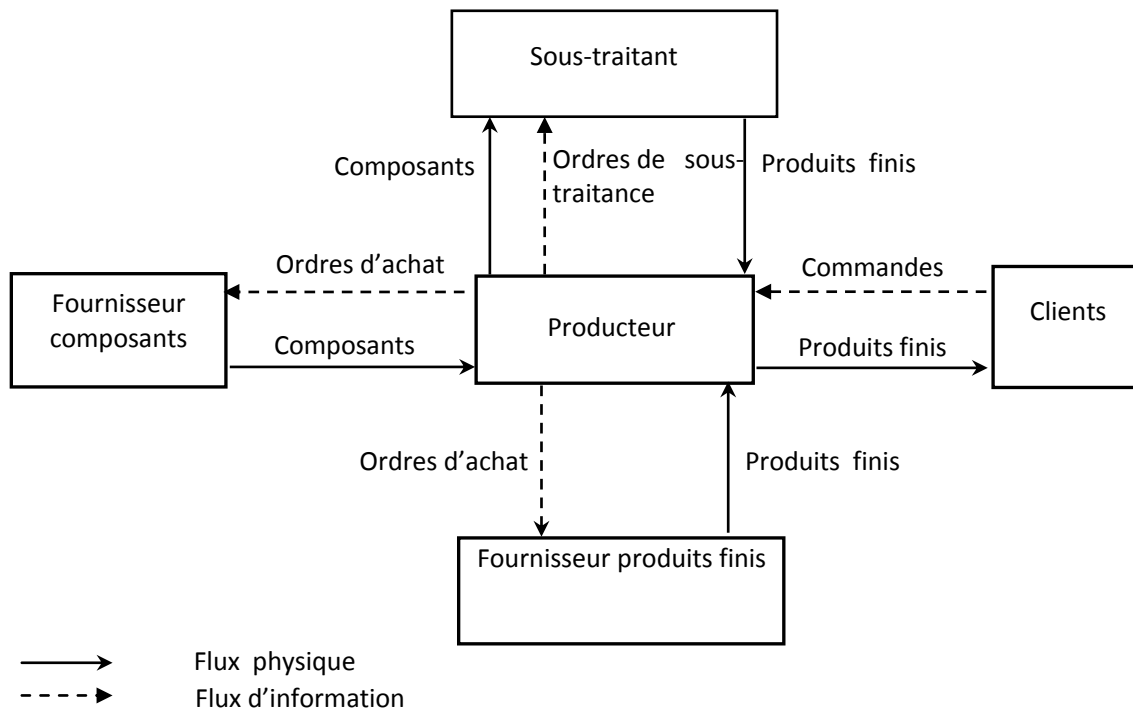 Sous-traitant
Composants
Ordres de sous-
traitance
Produits finis
Ordres d’achat
Commandes
Fournisseur
composants
Producteur
Clients
Composants
Produits finis
Ordres d’achat
Produits finis
Fournisseur produits finis
Flux physique
Flux d’information